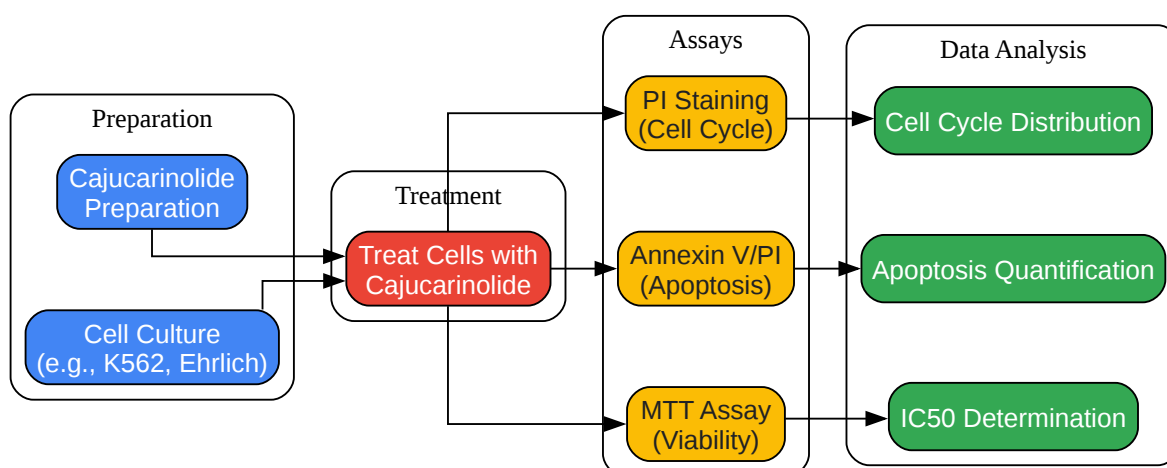 Preparation
Cajucarinolide
Preparation
Cell Culture
(e.g., K562, Ehrlich)
Treatment
Treat Cells with
Cajucarinolide
Assays
PI Staining
(Cell Cycle)
Annexin V/PI
(Apoptosis)
MTT Assay
(Viability)
Data Analysis
Cell Cycle Distribution
Apoptosis Quantification
IC50 Determination